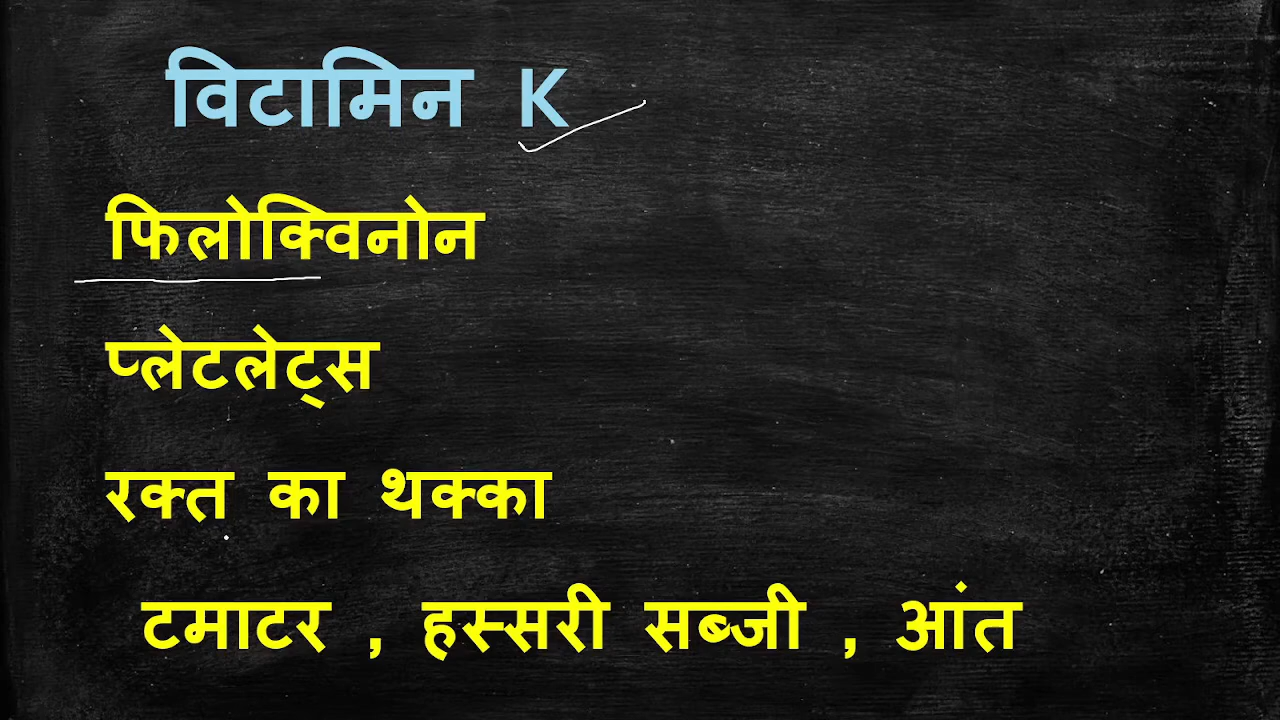 विटामिन K
फिलोक्विनोन
प्लेटलेट्स
रक्त का थक्का
टमाटर , हस्सरी सब्जी , आंत